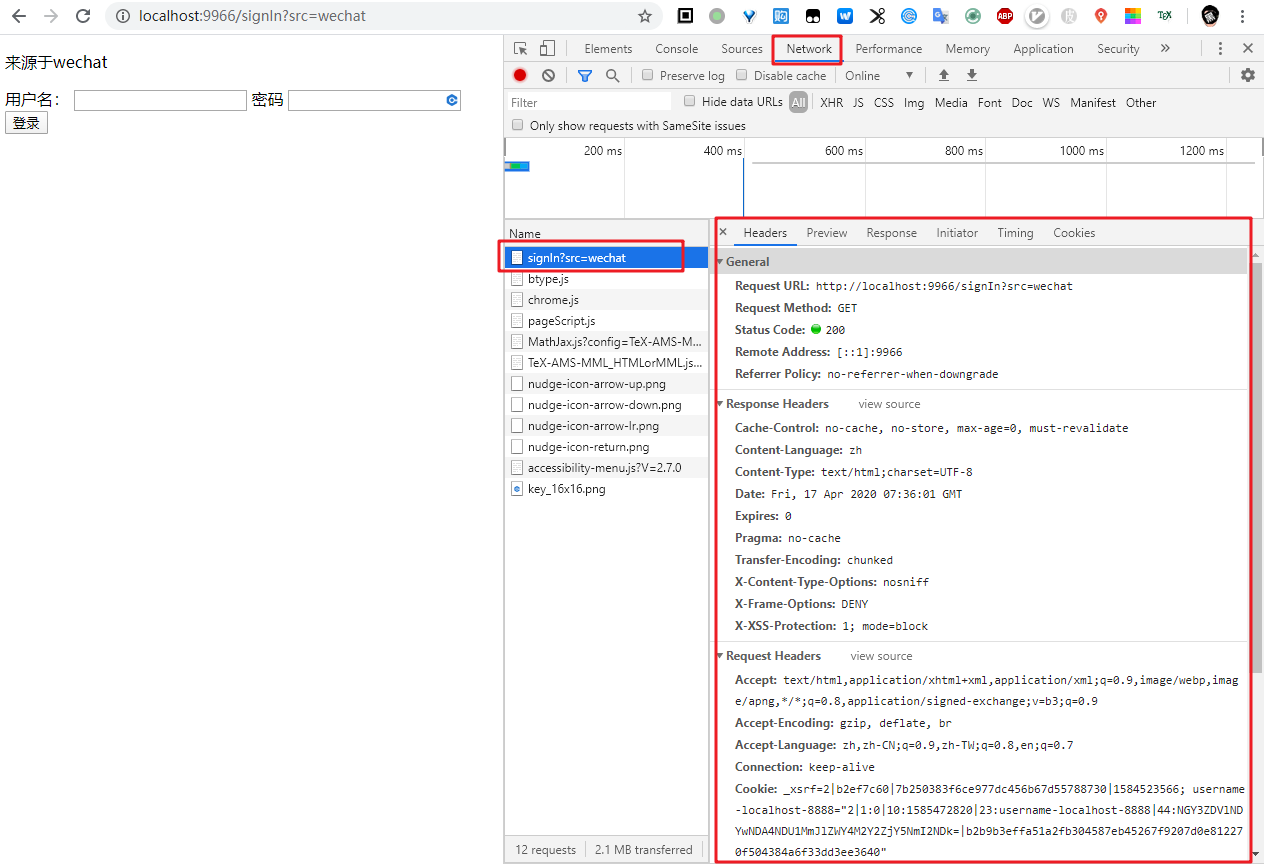 localhost:9966/signIn?src=wechat
ABP
TEX
来源于wechat
用户名: 密码
登录
Elements Console Sources Network Performance Memory Application Security »
Preserve log Disable cache Online ▼
Filter Hide data URLs All XHR JS CSS Img Media Font Doc WS Manifest Other
Only show requests with SameSite issues
200 ms 400 ms 600 ms 800 ms 1000 ms 1200 ms
Name
signIn?src=wechat
btype.js
chrome.js
pageScript.js
MathJax.js?config=TeX-AMS-M...
TeX-AMS-MML_HTMLorMML.js...
nudge-icon-arrow-up.png
nudge-icon-arrow-down.png
nudge-icon-arrow-lr.png
nudge-icon-return.png
accessibility-menu.js?V=2.7.0
key_16x16.png
12 requests 2.1 MB transferred
× Headers Preview Response Initiator Timing Cookies
General
Request URL: http://localhost:9966/signIn?src=wechat
Request Method: GET
Status Code: 200
Remote Address: [::1]:9966
Referrer Policy: no-referrer-when-downgrade
Response Headers view source
Cache-Control: no-cache, no-store, max-age=0, must-revalidate
Content-Language: zh
Content-Type: text/html;charset=UTF-8
Date: Fri, 17 Apr 2020 07:36:01 GMT
Expires: 0
Pragma: no-cache
Transfer-Encoding: chunked
X-Content-Type-Options: nosniff
X-Frame-Options: DENY
X-XSS-Protection: 1; mode=block
Request Headers view source
Accept: text/html,application/xhtml+xml,application/xml;q=0.9,image/webp,imag
e/apng,*/*;q=0.8,application/signed-exchange;v=b3;q=0.9
Accept-Encoding: gzip, deflate, br
Accept-Language: zh,zh-CN;q=0.9,zh-TW;q=0.8,en;q=0.7
Connection: keep-alive
Cookie: _xsrf=2|b2ef7c60|7b250383f6ce977dc456b67d55788730|1584523566; username
-localhost-8888="2|1:0|10:1585472820|23:username-localhost-8888|44:NGY3ZDVlND
YwNDA4NDU1MmJlZWY4M2Y2ZjY5NmI2NDk=|b2b9b3effa51a2fb304587eb45267f9207d0e81227
0f504384a6f33dd3ee3640"